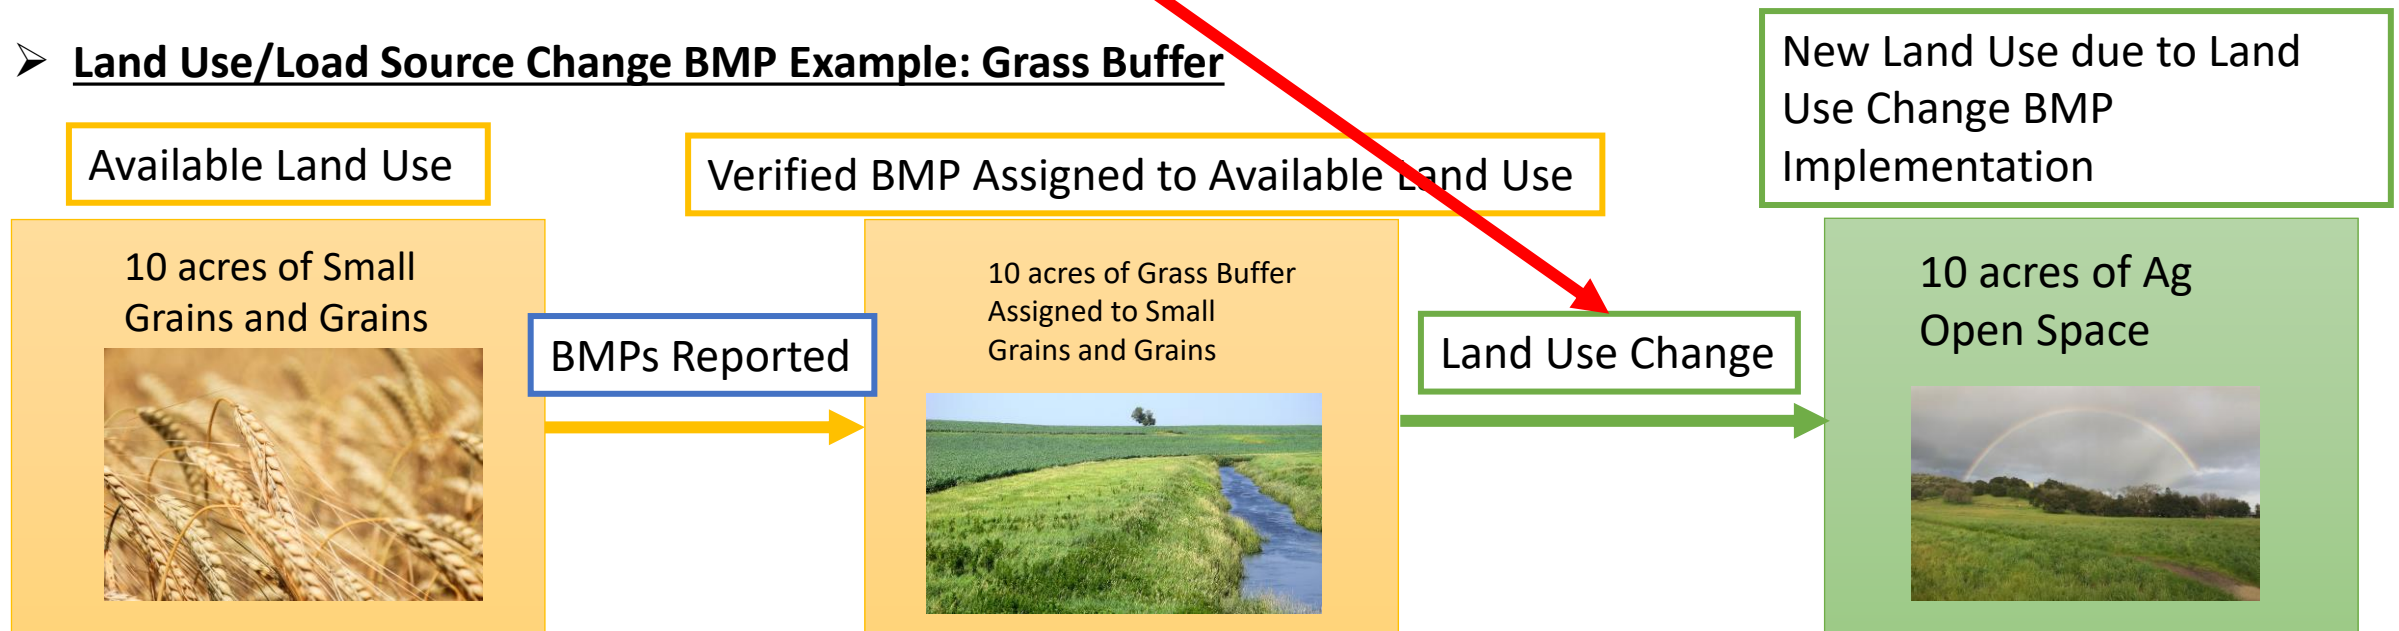 ➢ Land Use/Load Source Change BMP Example: Grass Buffer
Available Land Use
10 acres of Small
Grains and Grains
BMPs Reported
Verified BMP Assigned to Available Land Use
10 acres of Grass Buffer
Assigned to Small
Grains and Grains
Land Use Change
New Land Use due to Land
Use Change BMP
Implementation
10 acres of Ag
Open Space